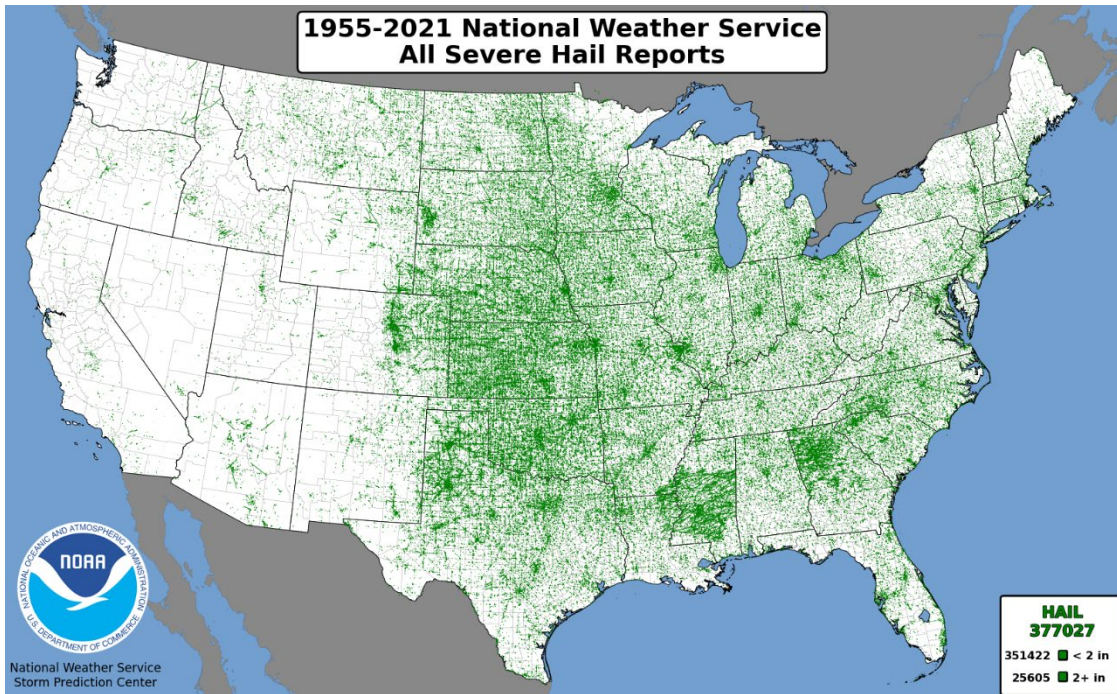 1955-2021 National Weather Service
All Severe Hail Reports
NATIONAL OCEANIC AND ATMOSPHERIC ADMINISTRATION
NOAA
U.S. DEPARTMENT OF COMMERCE
National Weather Service
Storm Prediction Center
HAIL
377027
351422 < 2 in
25605 2+ in